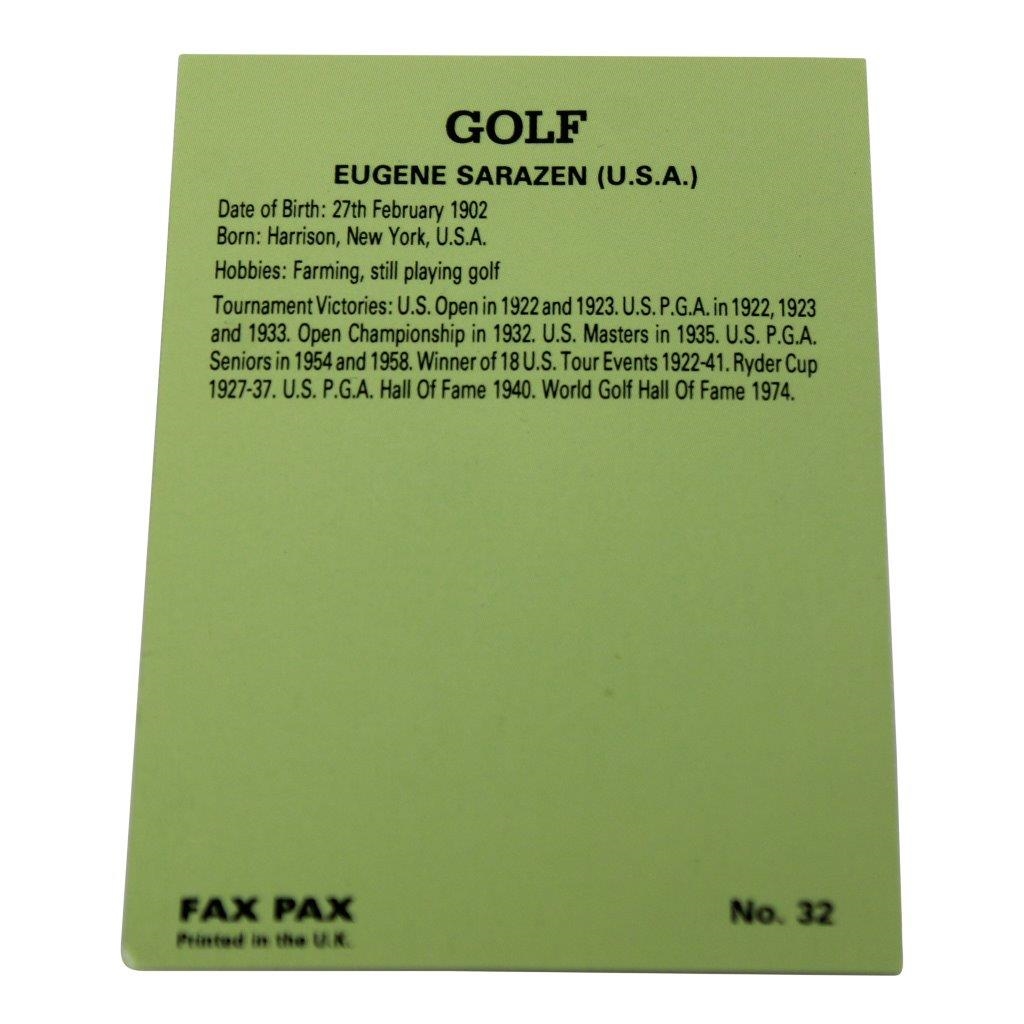 GOLF
EUGENE SARAZEN (U.S.A.)
Date of Birth: 27th February 1902
Born: Harrison, New York, U.S.A.
Hobbies: Farming, still playing golf
Tournament Victories: U.S. Open in 1922 and 1923. U.S. P.G.A. in 1922, 1923
and 1933. Open Championship in 1932. U.S. Masters in 1935. U.S. P.G.A.
Seniors in 1954 and 1958. Winner of 18 U.S. Tour Events 1922-41. Ryder Cup
1927-37. U.S. P.G.A. Hall Of Fame 1940. World Golf Hall Of Fame 1974.
FAX PAX
No. 32
Printed in the U.K.